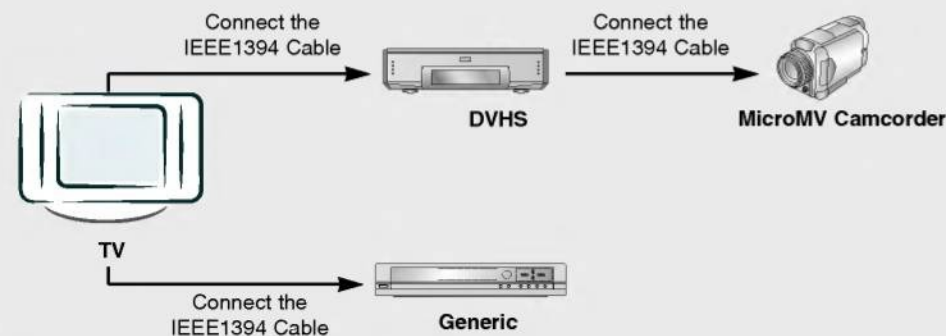 Connect the
IEEE1394 Cable
Connect the
IEEE1394 Cable
DVHS
MicroMV Camcorder
TV
Connect the
IEEE1394 Cable
Generic